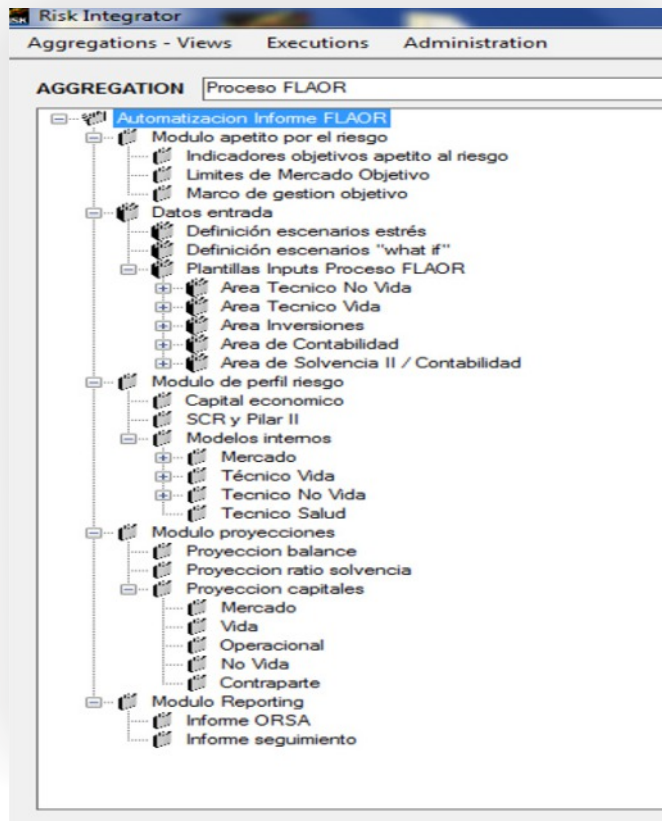 RISK
Risk Integrator
Aggregations - Views Executions Administration
AGGREGATION Proceso FLAOR
Automatizacion Informe FLAOR
Modulo apetito por el riesgo
Indicadores objetivos apetito al riesgo
Limites de Mercado Objetivo
Marco de gestion objetivo
Datos entrada
Definición escenarios estrés
Definición escenarios "what if"
Plantillas Inputs Proceso FLAOR
Area Tecnico No Vida
Area Tecnico Vida
Area Inversiones
Area de Contabilidad
Area de Solvencia II / Contabilidad
Modulo de perfil riesgo
Capital economico
SCR y Pilar II
Modelos internos
Mercado
Técnico Vida
Tecnico No Vida
Tecnico Salud
Modulo proyecciones
Proyeccion balance
Proyeccion ratio solvencia
Proyeccion capitales
Mercado
Vida
Operacional
No Vida
Contraparte
Modulo Reporting
Informe ORSA
Informe seguimiento